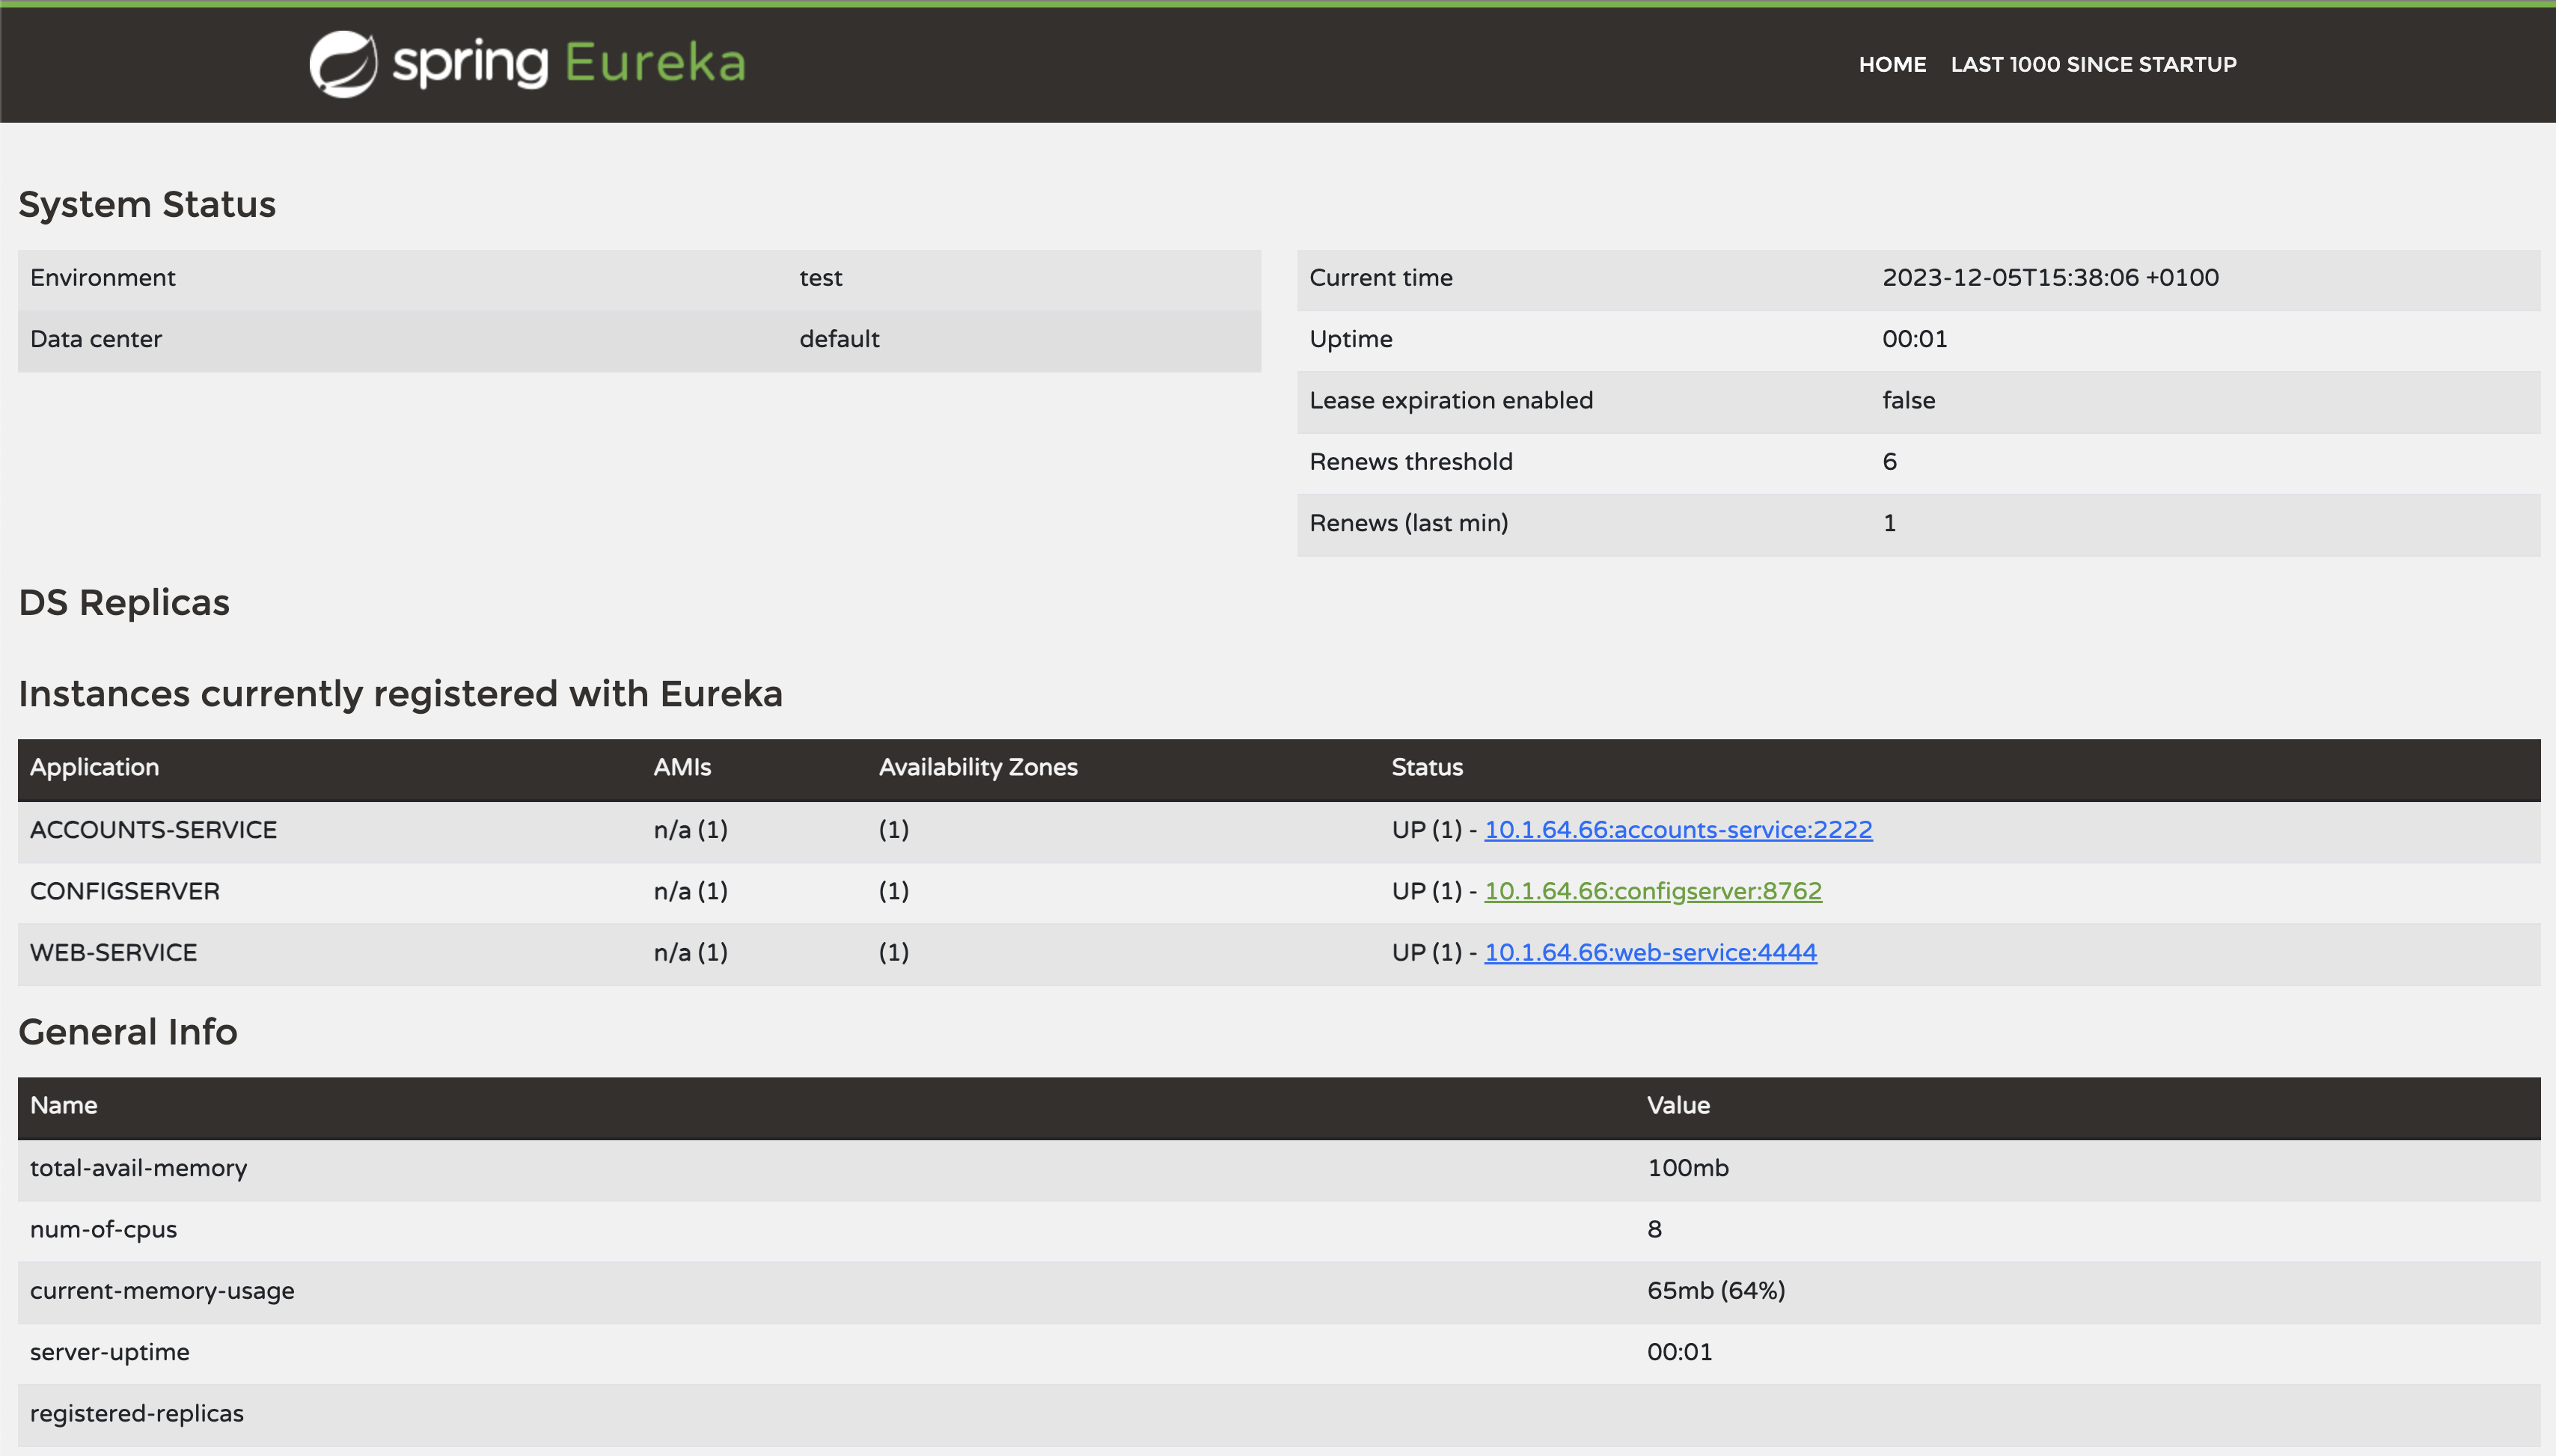 spring Eureka
HOME LAST 1000 SINCE STARTUP
System Status
Environment test
Data center default
Current time 2023-12-05T15:38:06 +0100
Uptime 00:01
Lease expiration enabled false
Renews threshold 6
Renews (last min) 1
DS Replicas
Instances currently registered with Eureka
Application AMIs Availability Zones Status
ACCOUNTS-SERVICE n/a (1) (1) UP (1) - 10.1.64.66:accounts-service:2222
CONFIGSERVER n/a (1) (1) UP (1) - 10.1.64.66:configserver:8762
WEB-SERVICE n/a (1) (1) UP (1) - 10.1.64.66:web-service:4444
General Info
Name Value
total-avail-memory 100mb
num-of-cpus 8
current-memory-usage 65mb (64%)
server-uptime 00:01
registered-replicas